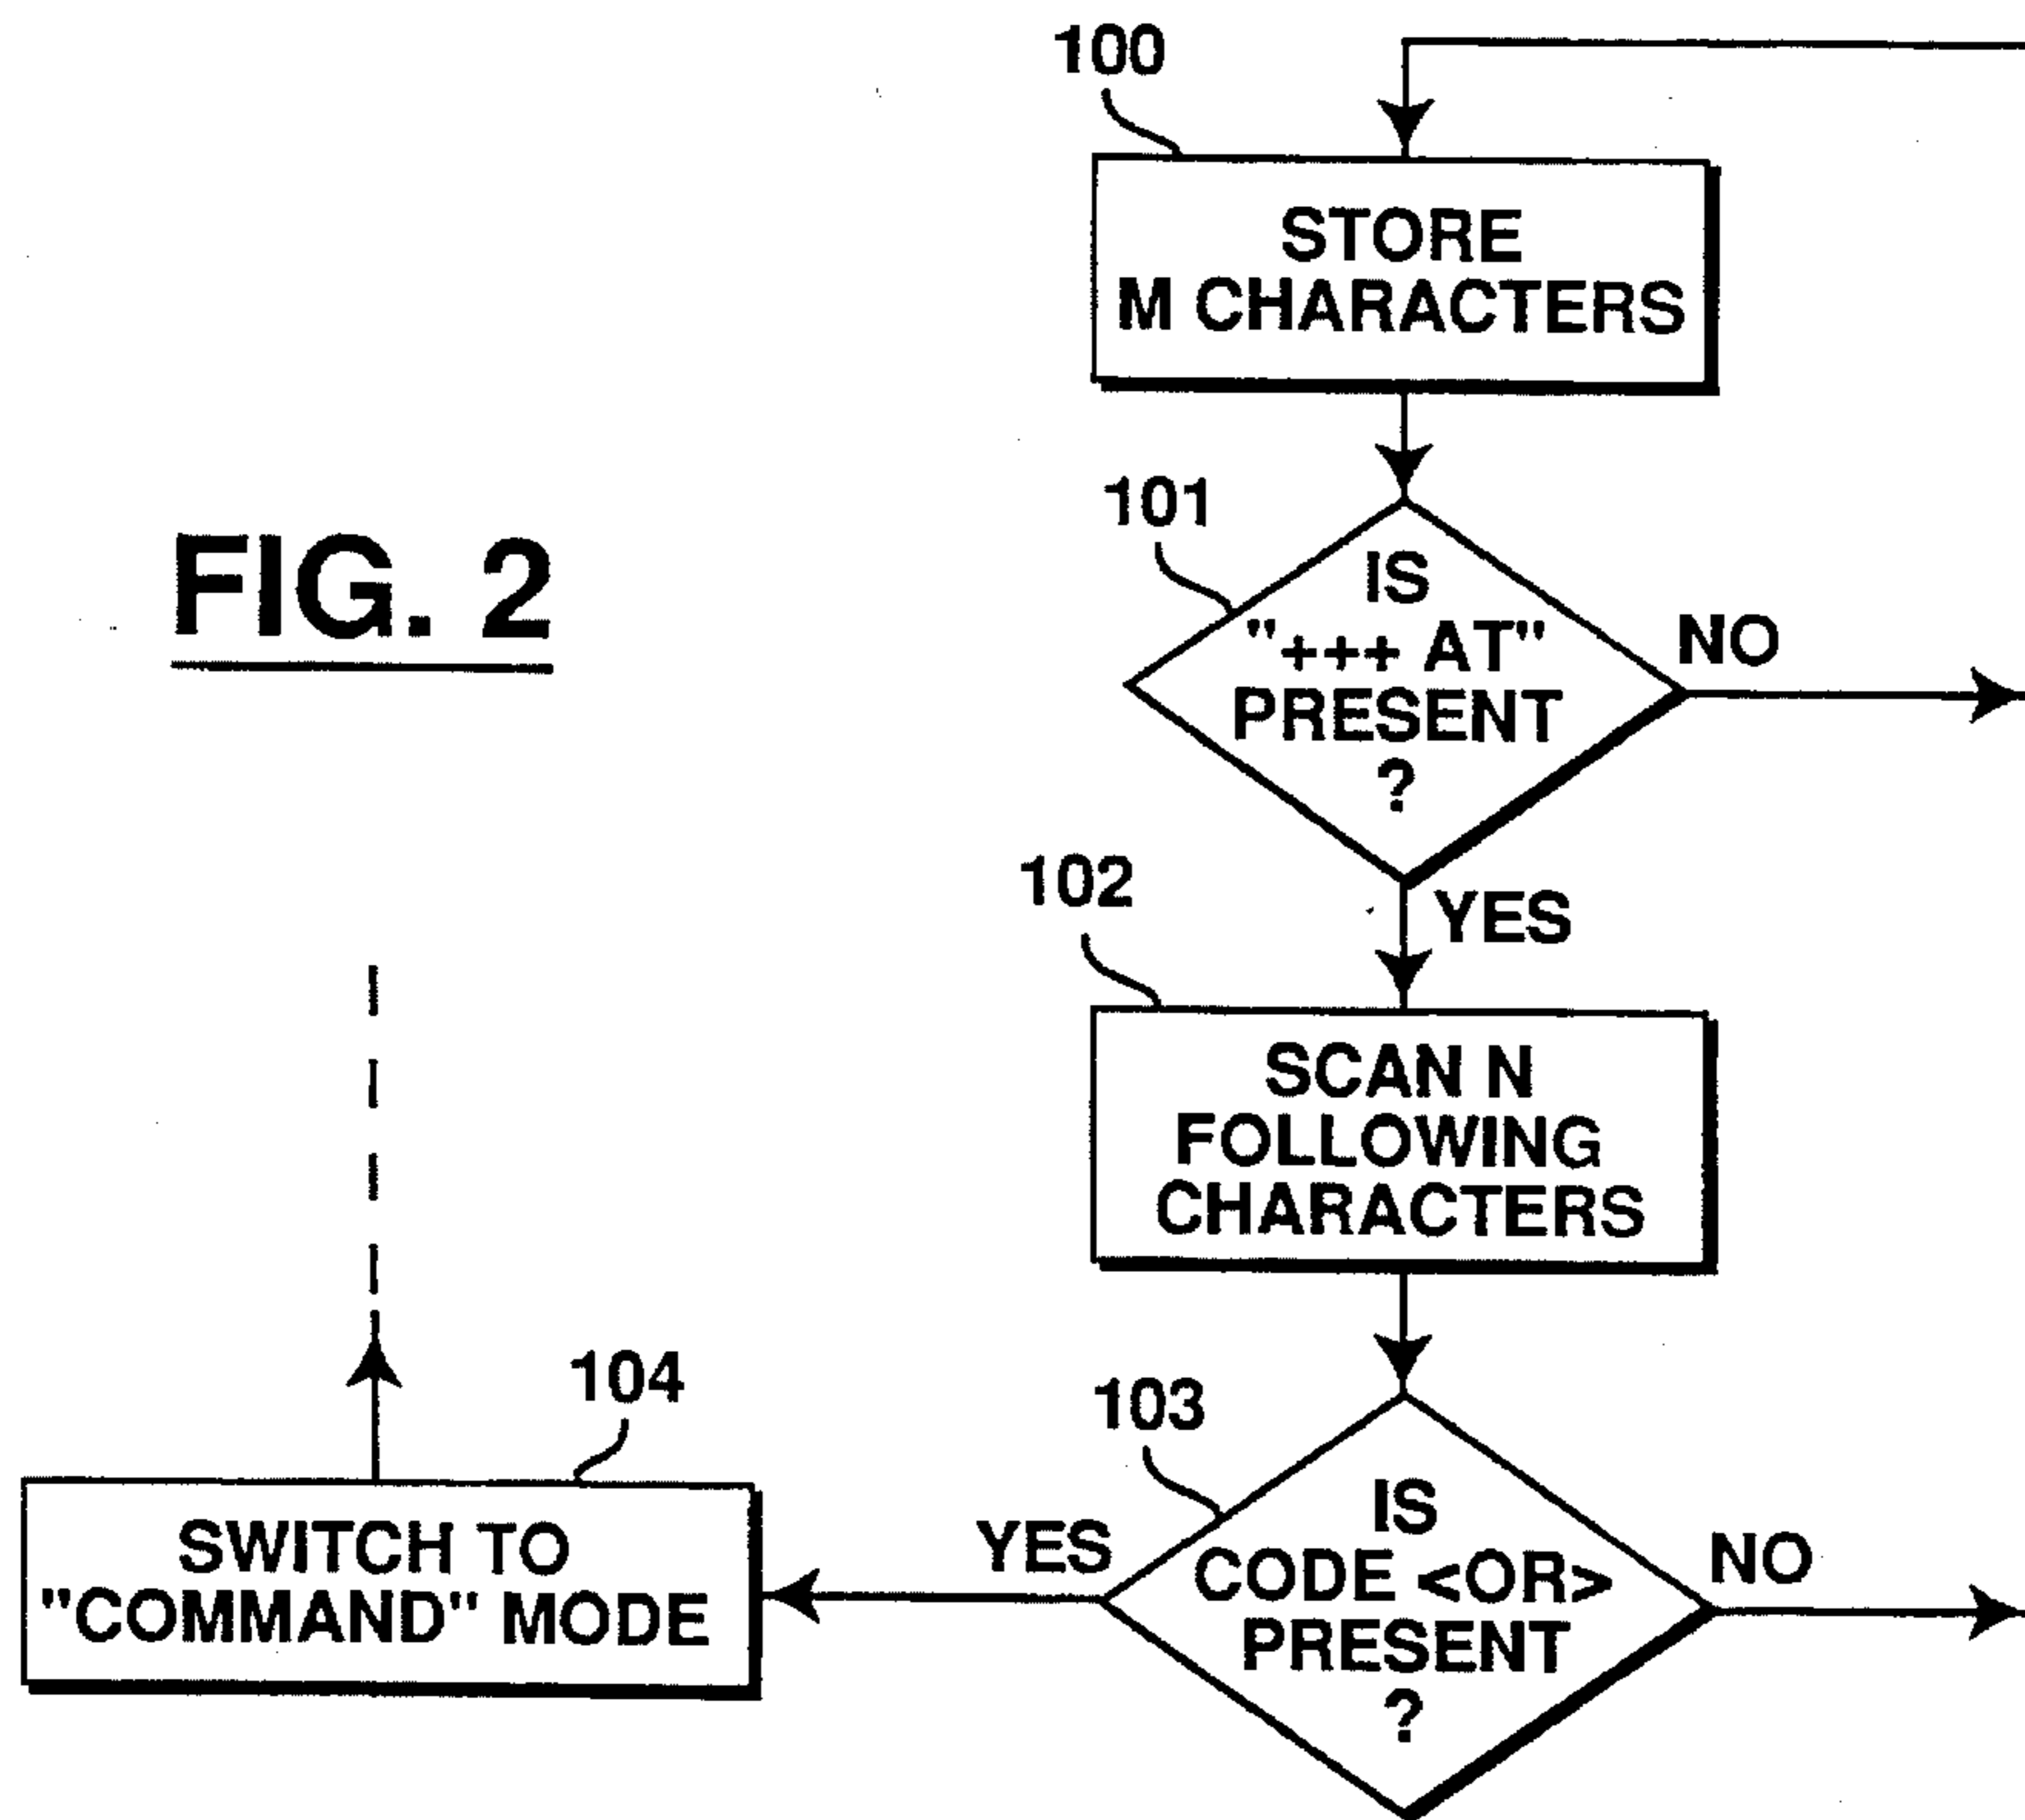 100
STORE
M CHARACTERS
101
FIG. 2
IS
"+++ AT"
PRESENT
?
NO
102
YES
SCAN N
FOLLOWING
CHARACTERS
104
103
SWITCH TO
"COMMAND" MODE
YES
IS
CODE <OR>
PRESENT
?
NO